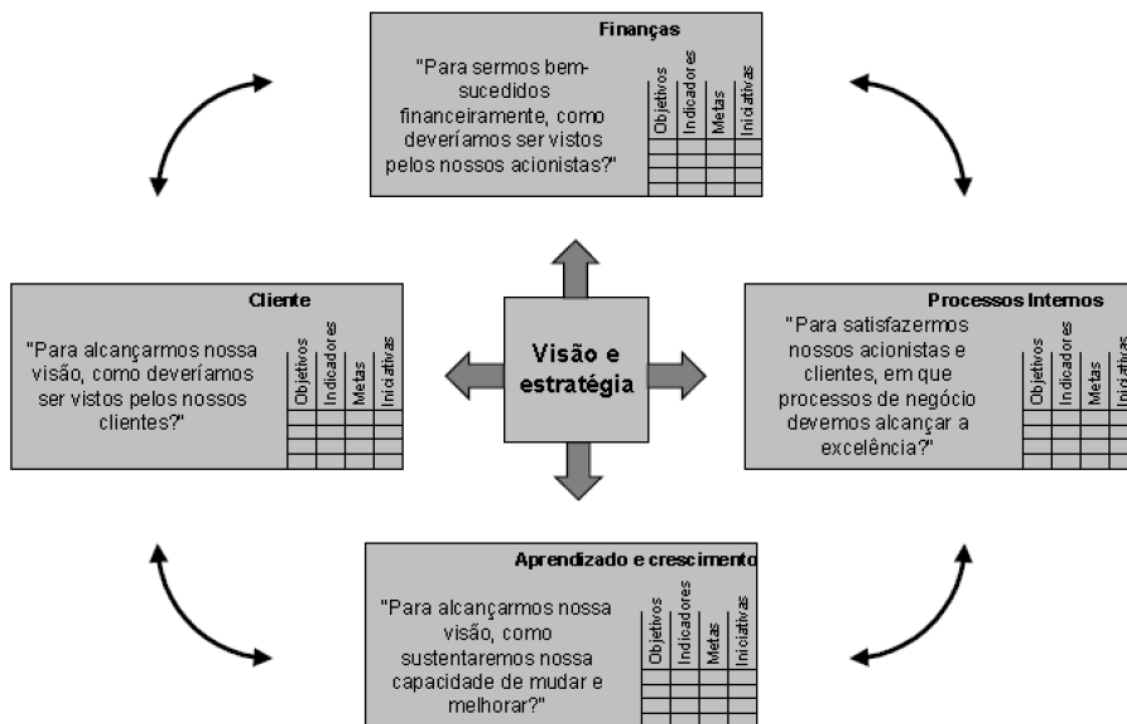 Finanças
"Para sermos bem-
sucedidos
financeiramente, como
deveríamos ser vistos
pelos nossos acionistas?"
Objetivos
Indicadores
Metas
Iniciativas
Cliente
"Para alcançarmos nossa
visão, como deveríamos
ser vistos pelos nossos
clientes?"
Objetivos
Indicadores
Metas
Iniciativas
Visão e
estratégia
Processos Internos
"Para satisfazermos
nossos acionistas e
clientes, em que
processos de negócio
devemos alcançar a
excelência?"
Objetivos
Indicadores
Metas
Iniciativas
Aprendizado e crescimento
"Para alcançarmos nossa
visão, como
sustentaremos nossa
capacidade de mudar e
melhorar?"
Objetivos
Indicadores
Metas
Iniciativas